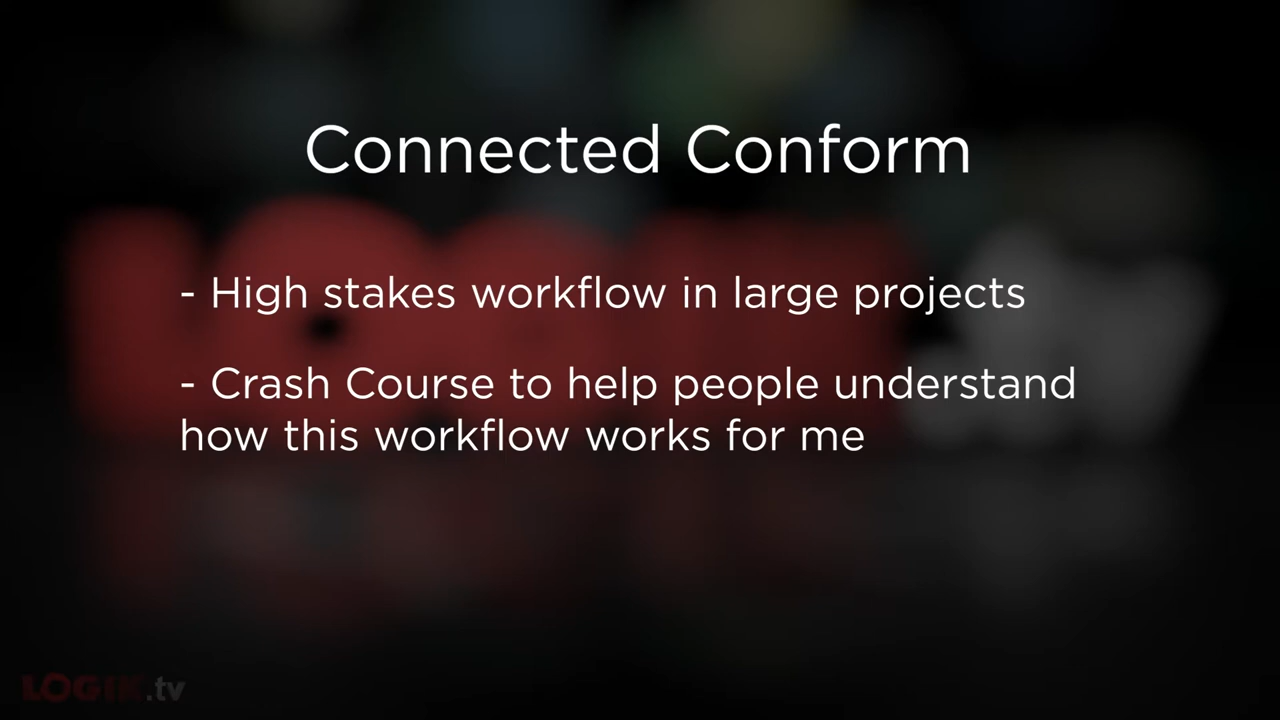 Connected Conform
- High stakes workflow in large projects
- Crash Course to help people understand
how this workflow works for me
LOGIK.tv